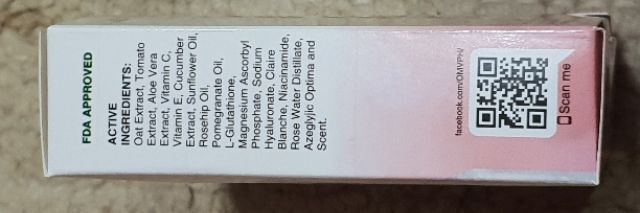 FDA APPROVED
ACTIVE
INGREDIENTS:
Oat Extract, Tomato
Extract, Aloe Vera
Extract, Vitamin C,
Vitamin E, Cucumber
Extract, Sunflower Oil,
Rosehip Oil,
Pomegranate Oil,
L-Glutathione,
Magnesium Ascorbyl
Phosphate, Sodium
Hyaluronate, Claire
Blanche, Niacinamide,
Rose Water Distillate,
Azeglylic Optima and
Scent.
facebook.com/OMVPH/
Scan me